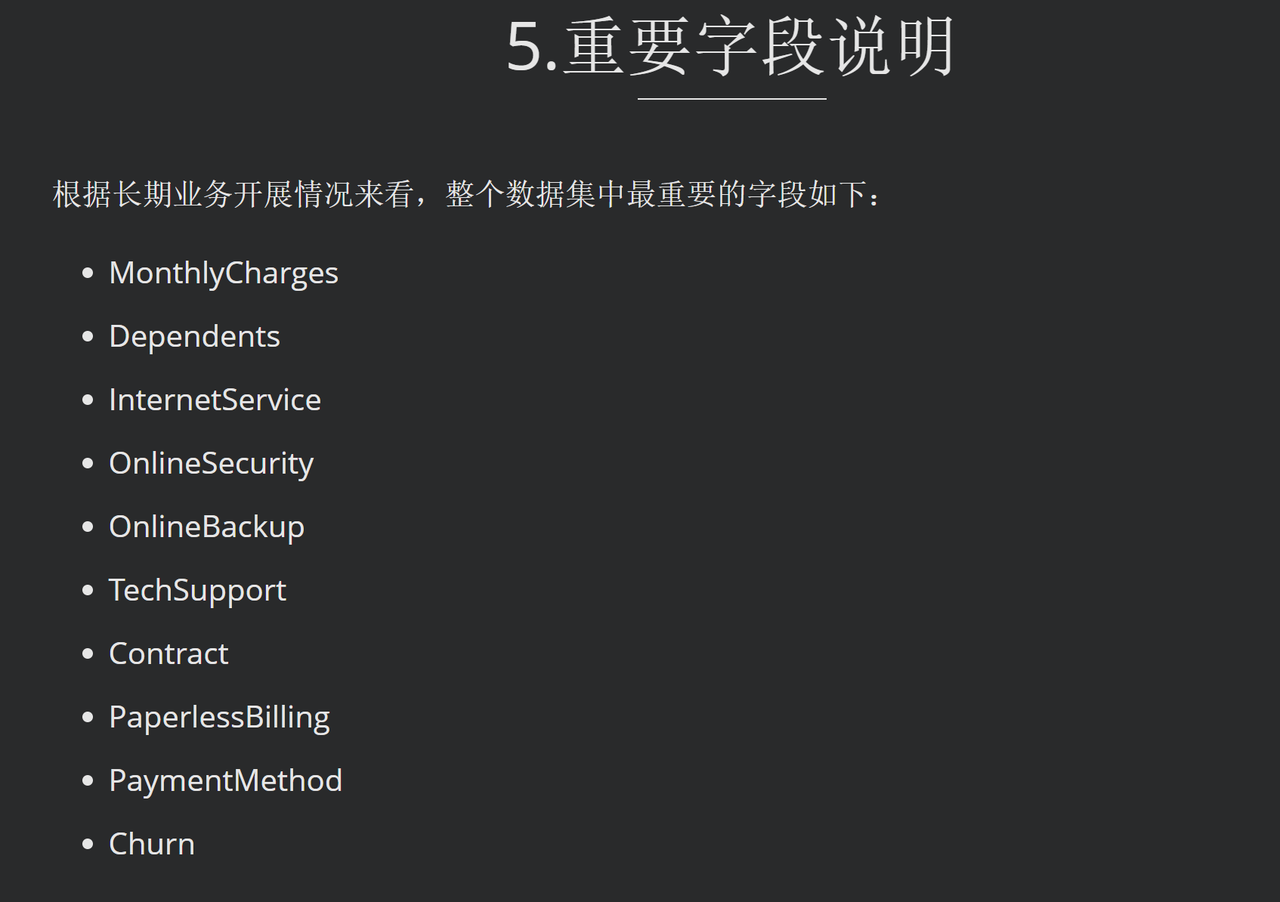 5.重要字段说明
根据长期业务开展情况来看，整个数据集中最重要的字段如下：
MonthlyCharges
Dependents
InternetService
OnlineSecurity
OnlineBackup
TechSupport
Contract
PaperlessBilling
PaymentMethod
Churn